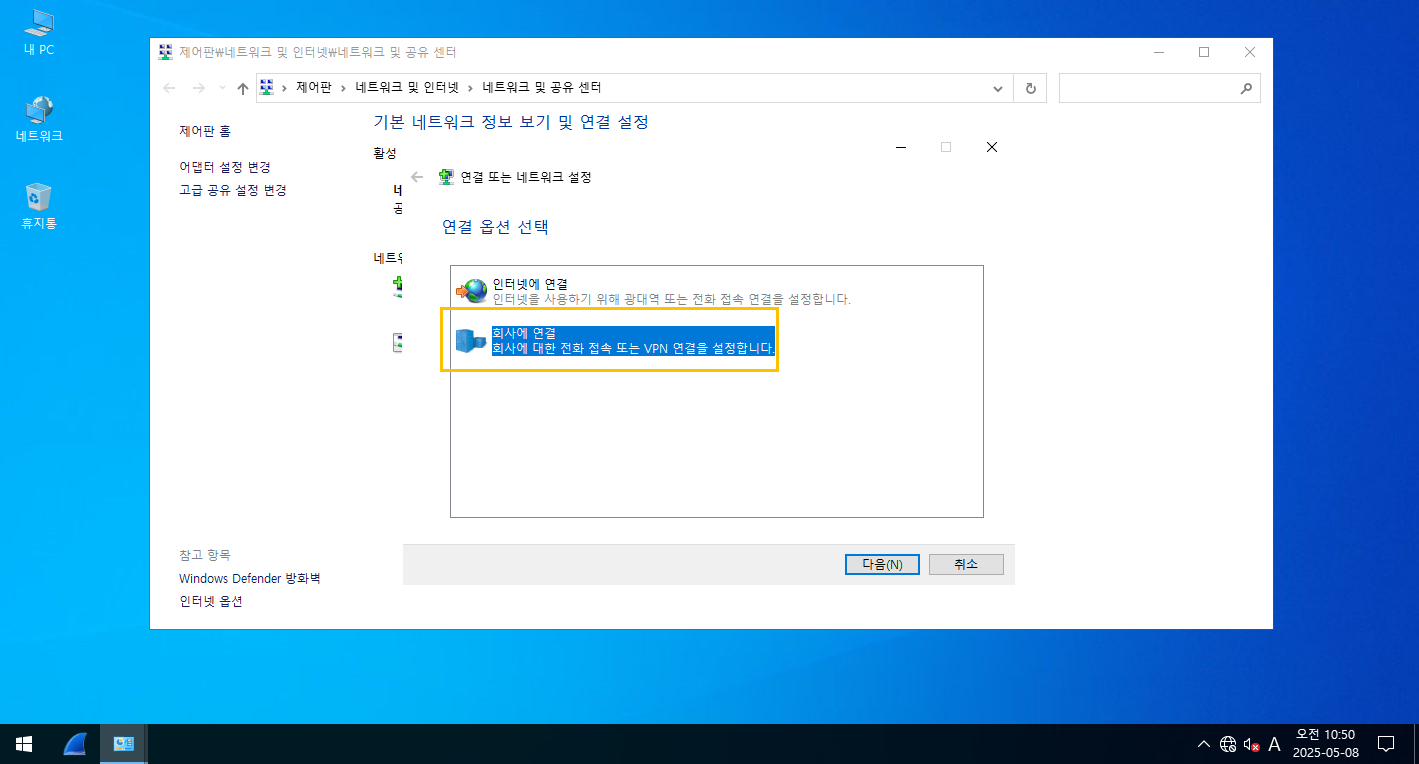 내 PC
네트워크
휴지통
제어판₩네트워크 및 인터넷₩네트워크 및 공유 센터
제어판 › 네트워크 및 인터넷 › 네트워크 및 공유 센터
제어판 홈
어댑터 설정 변경
고급 공유 설정 변경
참고 항목
Windows Defender 방화벽
인터넷 옵션
기본 네트워크 정보 보기 및 연결 설정
활성
네
공
연결 또는 네트워크 설정
연결 옵션 선택
인터넷에 연결
인터넷을 사용하기 위해 광대역 또는 전화 접속 연결을 설정합니다.
회사에 연결
회사에 대한 전화 접속 또는 VPN 연결을 설정합니다.
다음(N)
취소
A
오전 10:50
2025-05-08